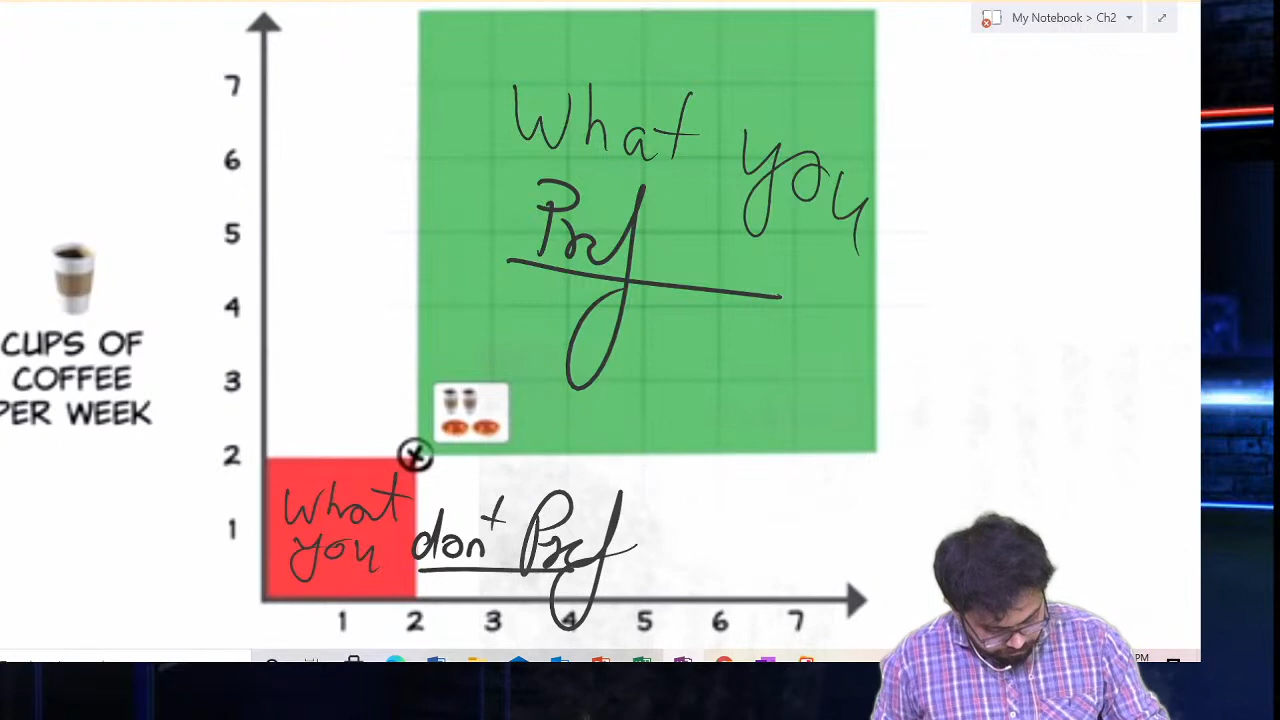 My Notebook > Ch2
7
6
5
4
3
2
1
What you
Pref
CUPS OF
COFFEE
PER WEEK
What
you don't Pref
1 2 3 4 5 6 7
PM